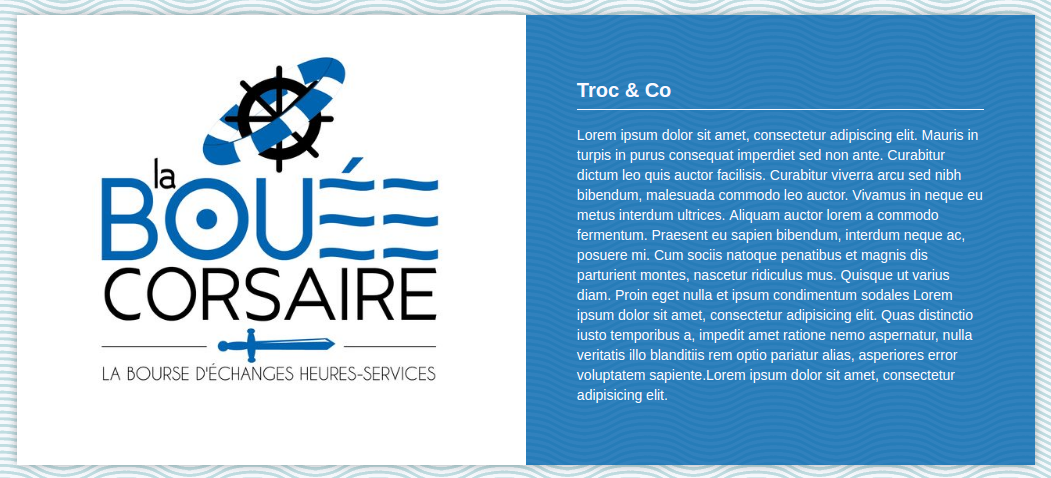 la
BOUÉE
CORSAIRE
LA BOURSE D'ÉCHANGES HEURES-SERVICES
Troc & Co
Lorem ipsum dolor sit amet, consectetur adipiscing elit. Mauris in
turpis in purus consequat imperdiet sed non ante. Curabitur
dictum leo quis auctor facilisis. Curabitur viverra arcu sed nibh
bibendum, malesuada commodo leo auctor. Vivamus in neque eu
metus interdum ultrices. Aliquam auctor lorem a commodo
fermentum. Praesent eu sapien bibendum, interdum neque ac,
posuere mi. Cum sociis natoque penatibus et magnis dis
parturient montes, nascetur ridiculus mus. Quisque ut varius
diam. Proin eget nulla et ipsum condimentum sodales Lorem
ipsum dolor sit amet, consectetur adipisicing elit. Quas distinctio
iusto temporibus a, impedit amet ratione nemo aspernatur, nulla
veritatis illo blanditiis rem optio pariatur alias, asperiores error
voluptatem sapiente.Lorem ipsum dolor sit amet, consectetur
adipisicing elit.